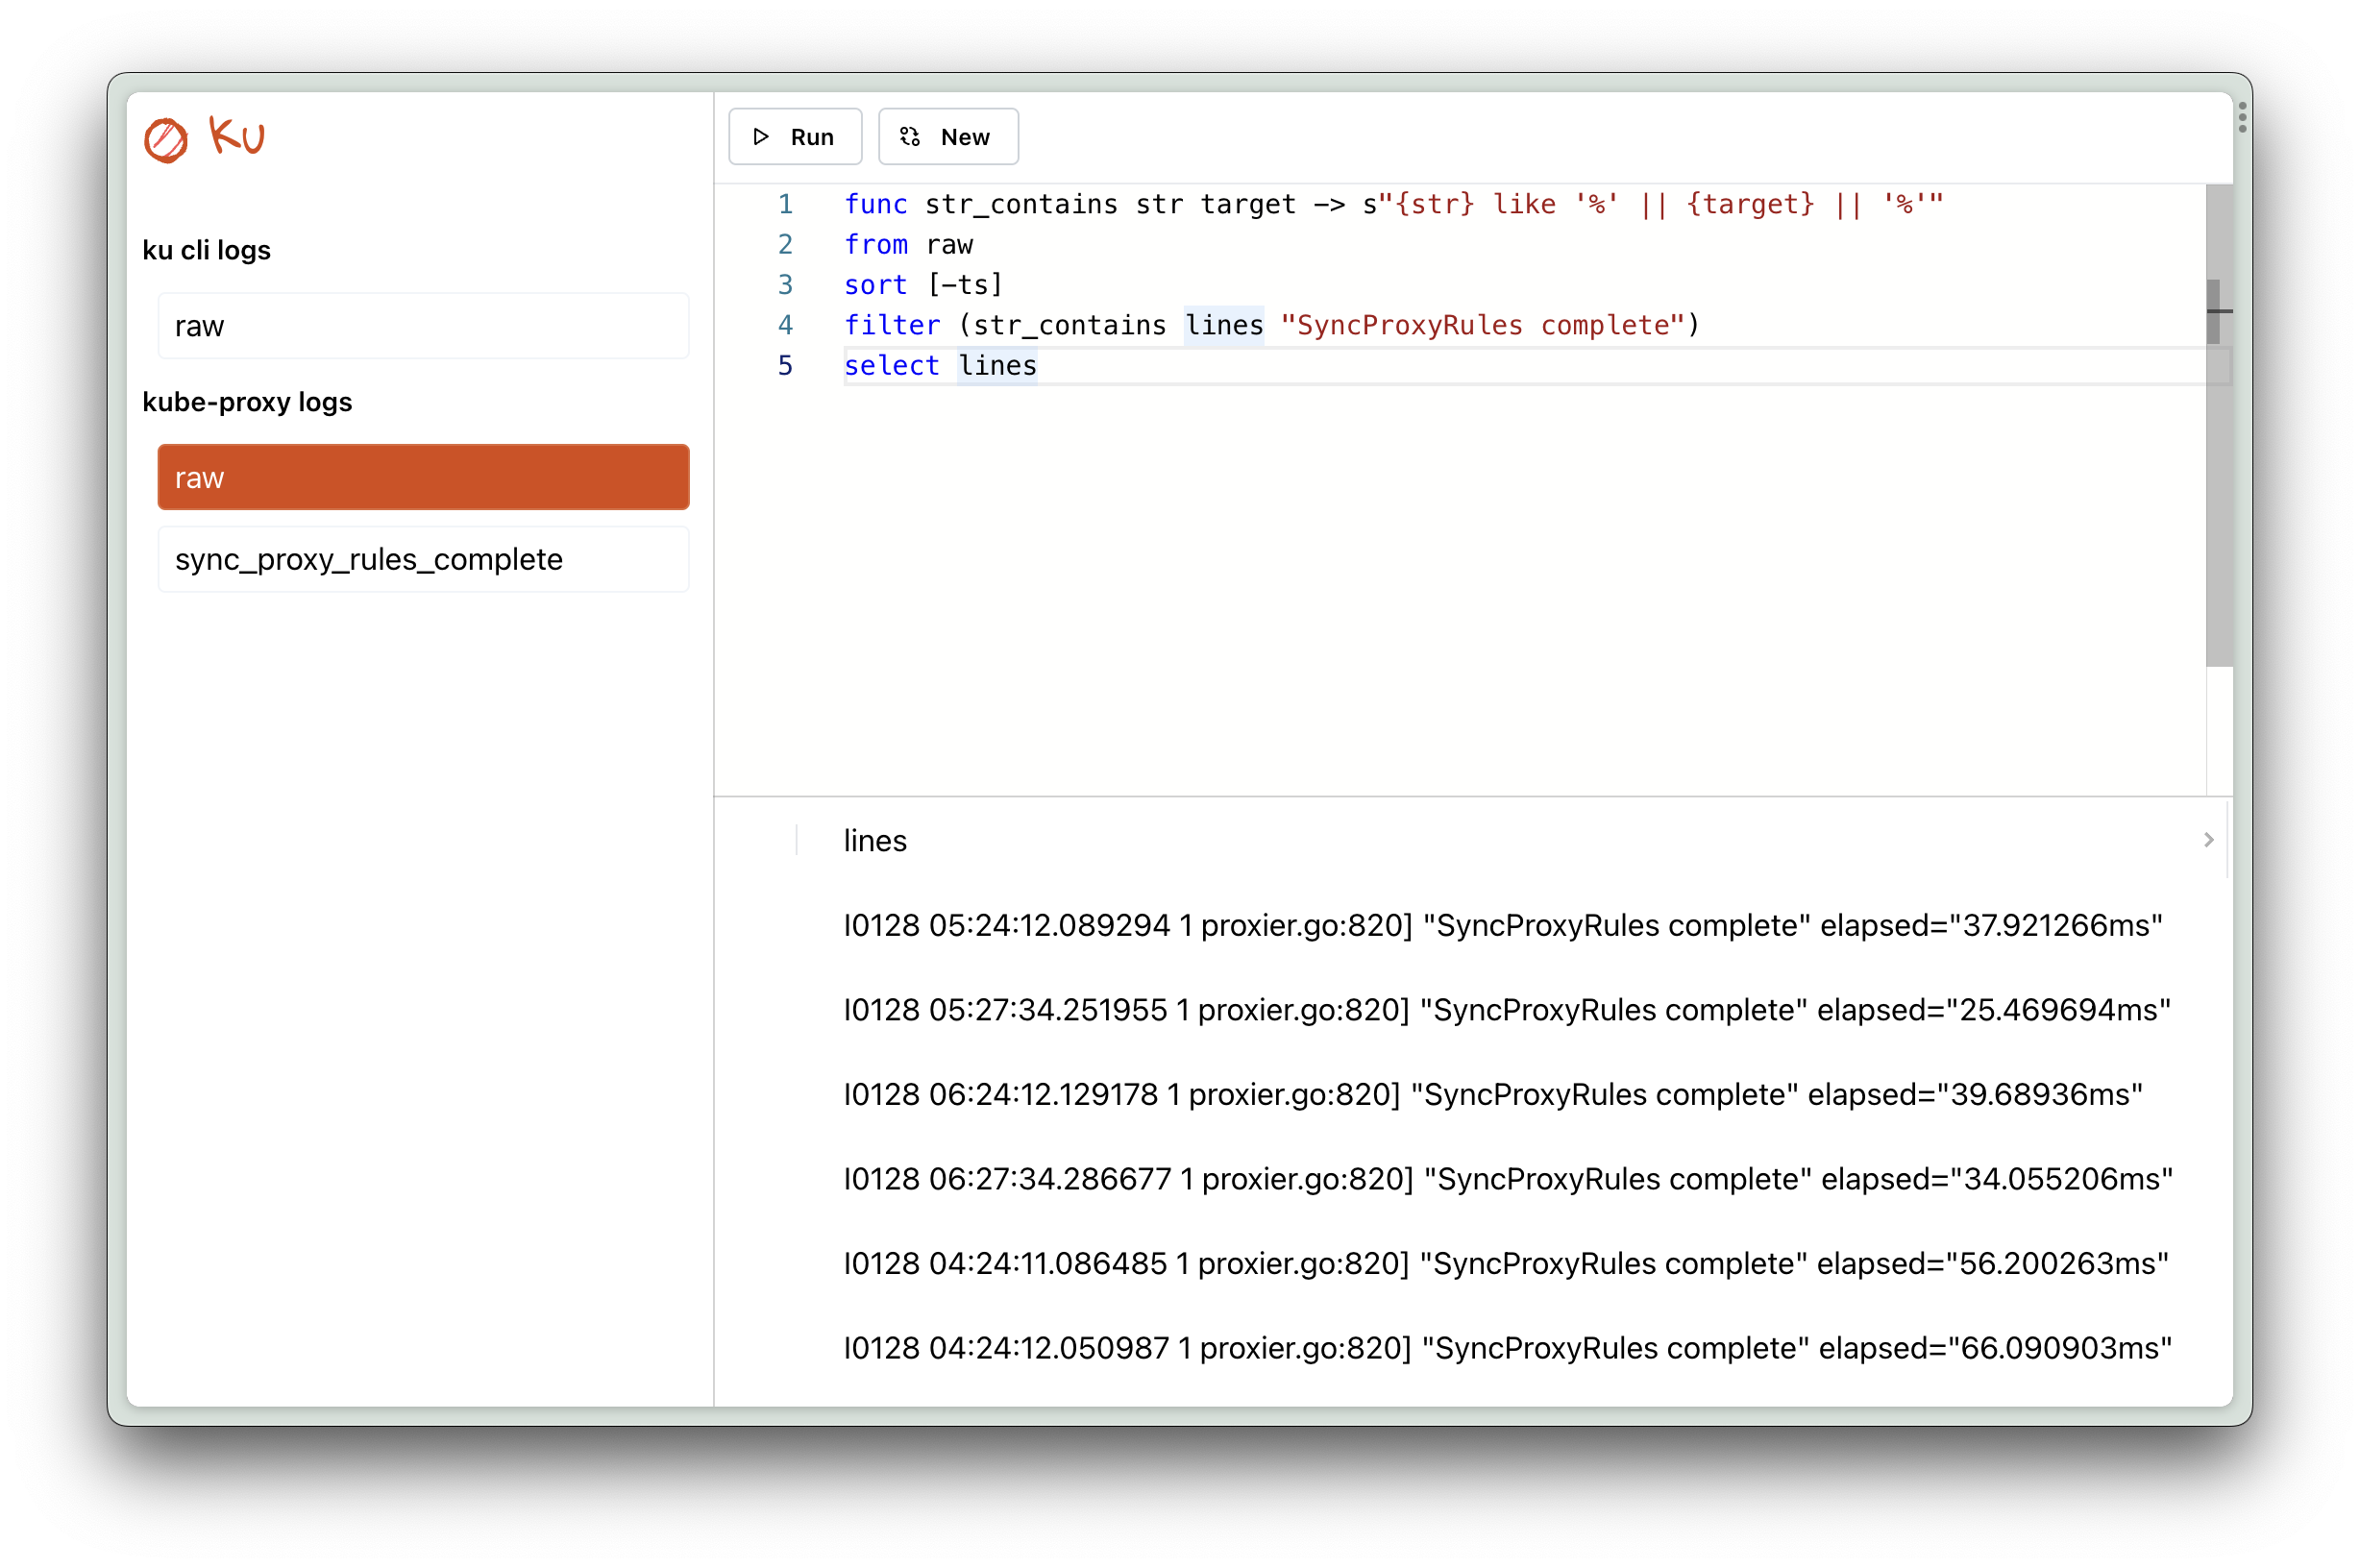 Ku
ku cli logs
raw
kube-proxy logs
raw
sync_proxy_rules_complete
Run New
1 func str_contains str target -> s"{str} like '%' || {target} || '%'"
2 from raw
3 sort [-ts]
4 filter (str_contains lines "SyncProxyRules complete")
5 select lines
lines
I0128 05:24:12.089294 1 proxier.go:820] "SyncProxyRules complete" elapsed="37.921266ms"
I0128 05:27:34.251955 1 proxier.go:820] "SyncProxyRules complete" elapsed="25.469694ms"
I0128 06:24:12.129178 1 proxier.go:820] "SyncProxyRules complete" elapsed="39.68936ms"
I0128 06:27:34.286677 1 proxier.go:820] "SyncProxyRules complete" elapsed="34.055206ms"
I0128 04:24:11.086485 1 proxier.go:820] "SyncProxyRules complete" elapsed="56.200263ms"
I0128 04:24:12.050987 1 proxier.go:820] "SyncProxyRules complete" elapsed="66.090903ms"